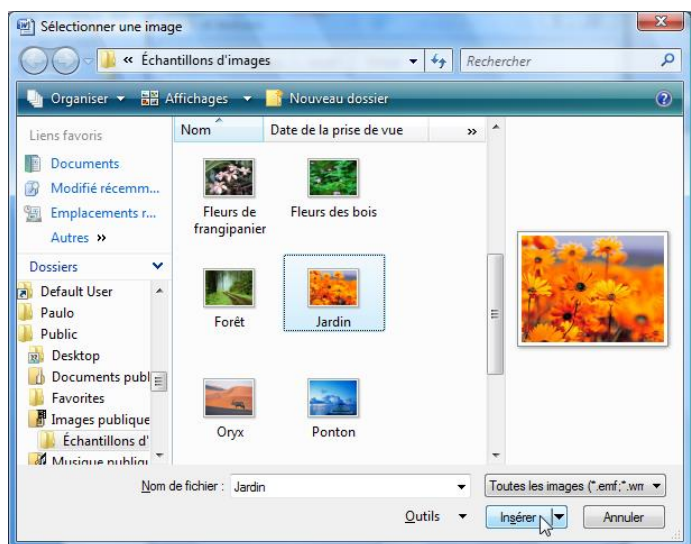 Sélectionner une image
« Échantillons d'images
Rechercher
Organiser
Affichages
Nouveau dossier
Liens favoris
Documents
Modifié récemm...
Emplacements r...
Autres »
Dossiers
Default User
Paulo
Public
Desktop
Documents publ
Favorites
Images publique
Échantillons d'
Musique publiqu
Nom
Date de la prise de vue
»
Fleurs de
frangipanier
Fleurs des bois
Forêt
Jardin
Oryx
Ponton
Nom de fichier : Jardin
Toutes les images (*.emf;*.wm
Outils
Insérer
Annuler